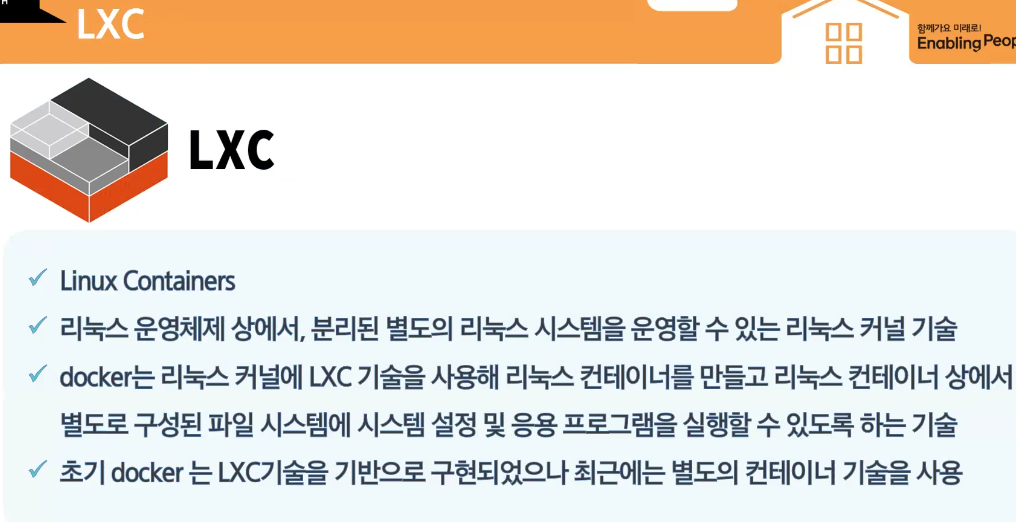 LXC
함께가요 미래로!
Enabling Peop
LXC
Linux Containers
리눅스 운영체제 상에서, 분리된 별도의 리눅스 시스템을 운영할 수 있는 리눅스 커널 기술
docker는 리눅스 커널에 LXC 기술을 사용해 리눅스 컨테이너를 만들고 리눅스 컨테이너 상에서
별도로 구성된 파일 시스템에 시스템 설정 및 응용 프로그램을 실행할 수 있도록 하는 기술
초기 docker 는 LXC기술을 기반으로 구현되었으나 최근에는 별도의 컨테이너 기술을 사용